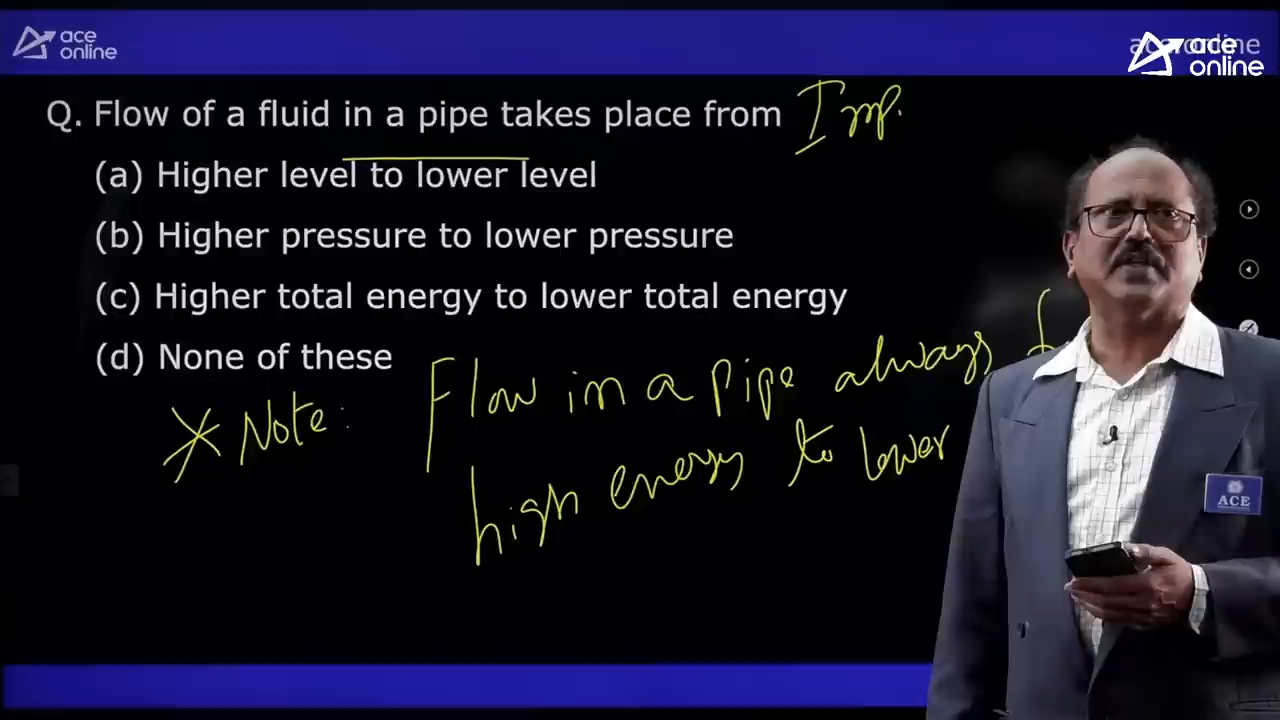 ace
online
ace
online
Q. Flow of a fluid in a pipe takes place from Imp.
(a) Higher level to lower level
(b) Higher pressure to lower pressure
(c) Higher total energy to lower total energy
(d) None of these
* Note: Flow in a pipe always
high energy to lower
ACE